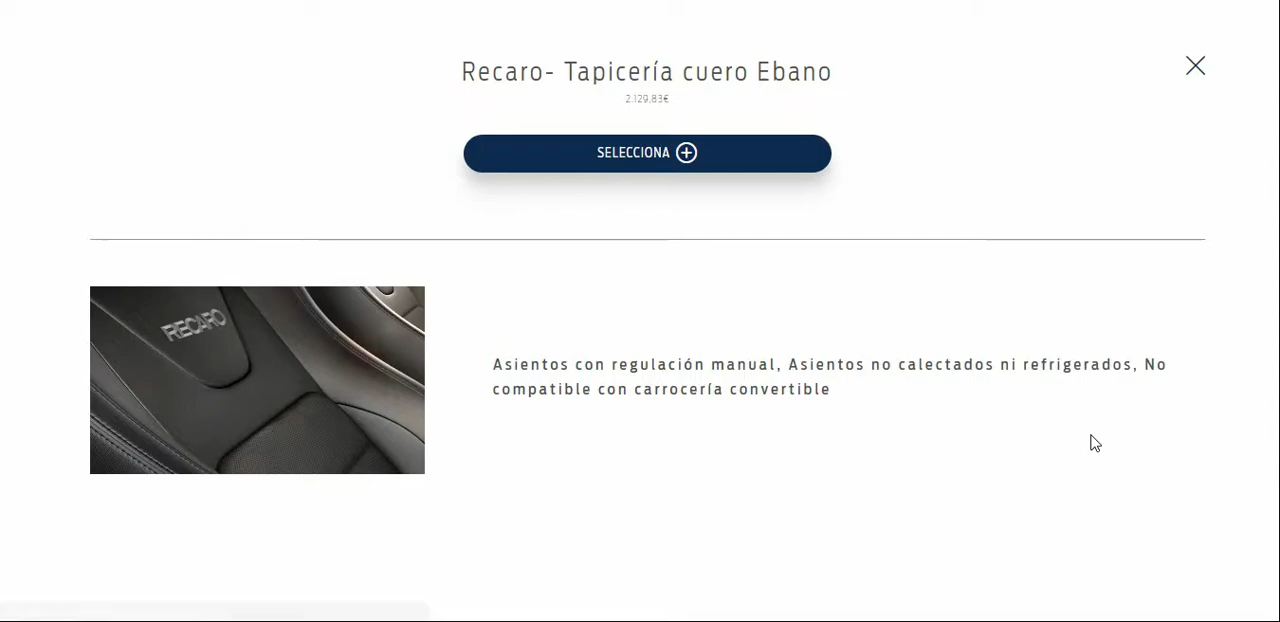 Recaro- Tapicería cuero Ebano
2.129,83€
SELECCIONA
RECARO
Asientos con regulación manual, Asientos no calectados ni refrigerados, No
compatible con carrocería convertible